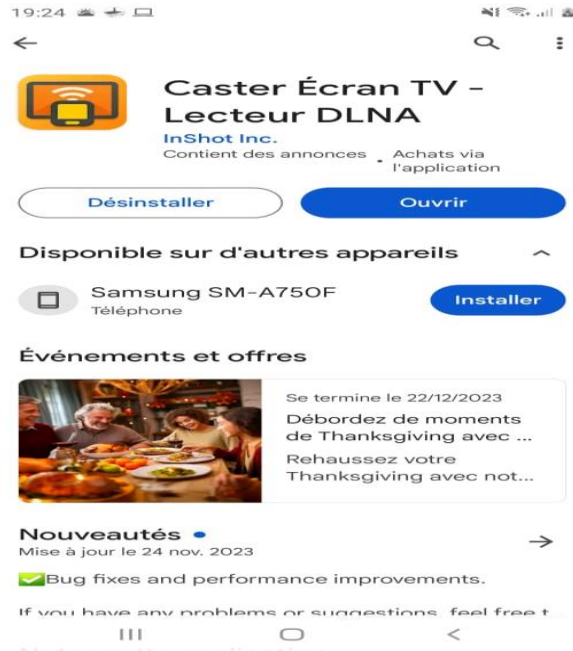 19:24
Caster Écran TV –
Lecteur DLNA
InShot Inc.
Contient des annonces • Achats via
l'application
Désinstaller
Ouvrir
Disponible sur d'autres appareils
Samsung SM-A750F
Téléphone
Installer
Événements et offres
Se termine le 22/12/2023
Débordez de moments
de Thanksgiving avec ...
Rehaussez votre
Thanksgiving avec not...
Nouveautés
Mise à jour le 24 nov. 2023
✅Bug fixes and performance improvements.
If you have any problems or suggestions, feel free t...